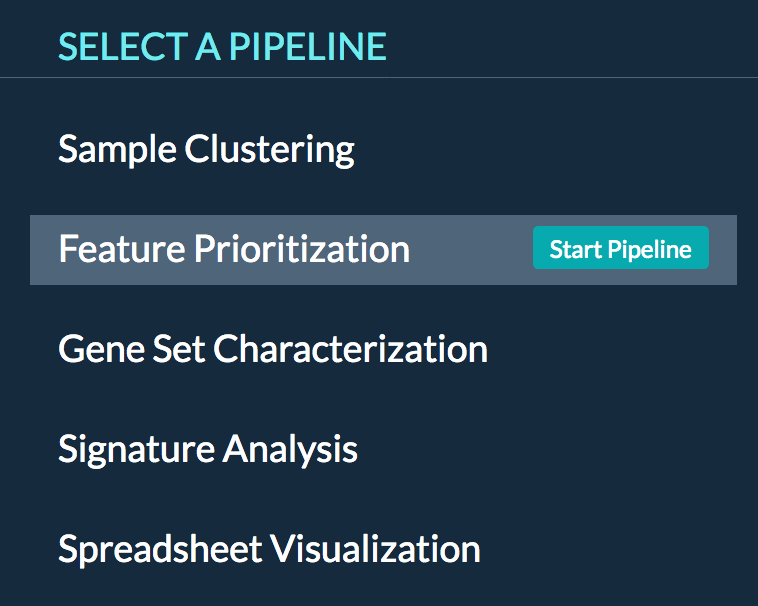 SELECT A PIPELINE
Sample Clustering
Feature Prioritization Start Pipeline
Gene Set Characterization
Signature Analysis
Spreadsheet Visualization